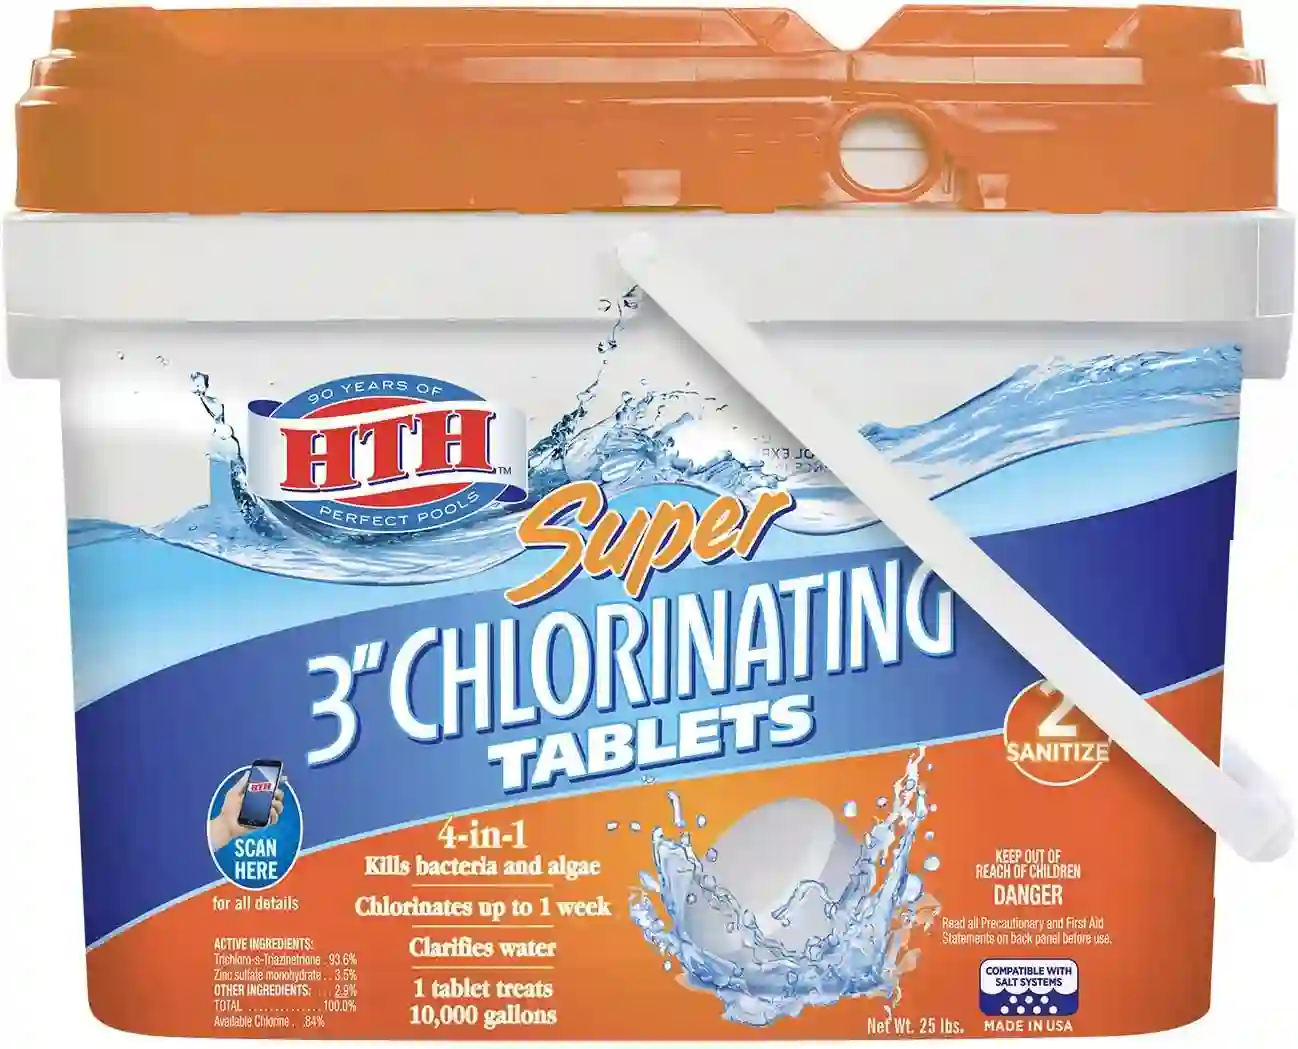 90 YEARS OF
HTH™
PERFECT POOLS
Super
3" CHLORINATING
TABLETS
2
SANITIZE
HTH
SCAN
HERE
for all details
4-in-1
Kills bacteria and algae
Chlorinates up to 1 week
Clarifies water
1 tablet treats
10,000 gallons
ACTIVE INGREDIENTS:
Trichloro-s-Triazinetrione . 93.6%
Zinc sulfate monohydrate . . 3.5%
OTHER INGREDIENTS: . . . 2.9%
TOTAL . . . . . . . . . . . . . . 100.0%
Available Chlorine . . 84%
KEEP OUT OF
REACH OF CHILDREN
DANGER
Read all Precautionary and First Aid
Statements on back panel before use.
COMPATIBLE WITH
SALT SYSTEMS
MADE IN USA
Net Wt. 25 lbs.